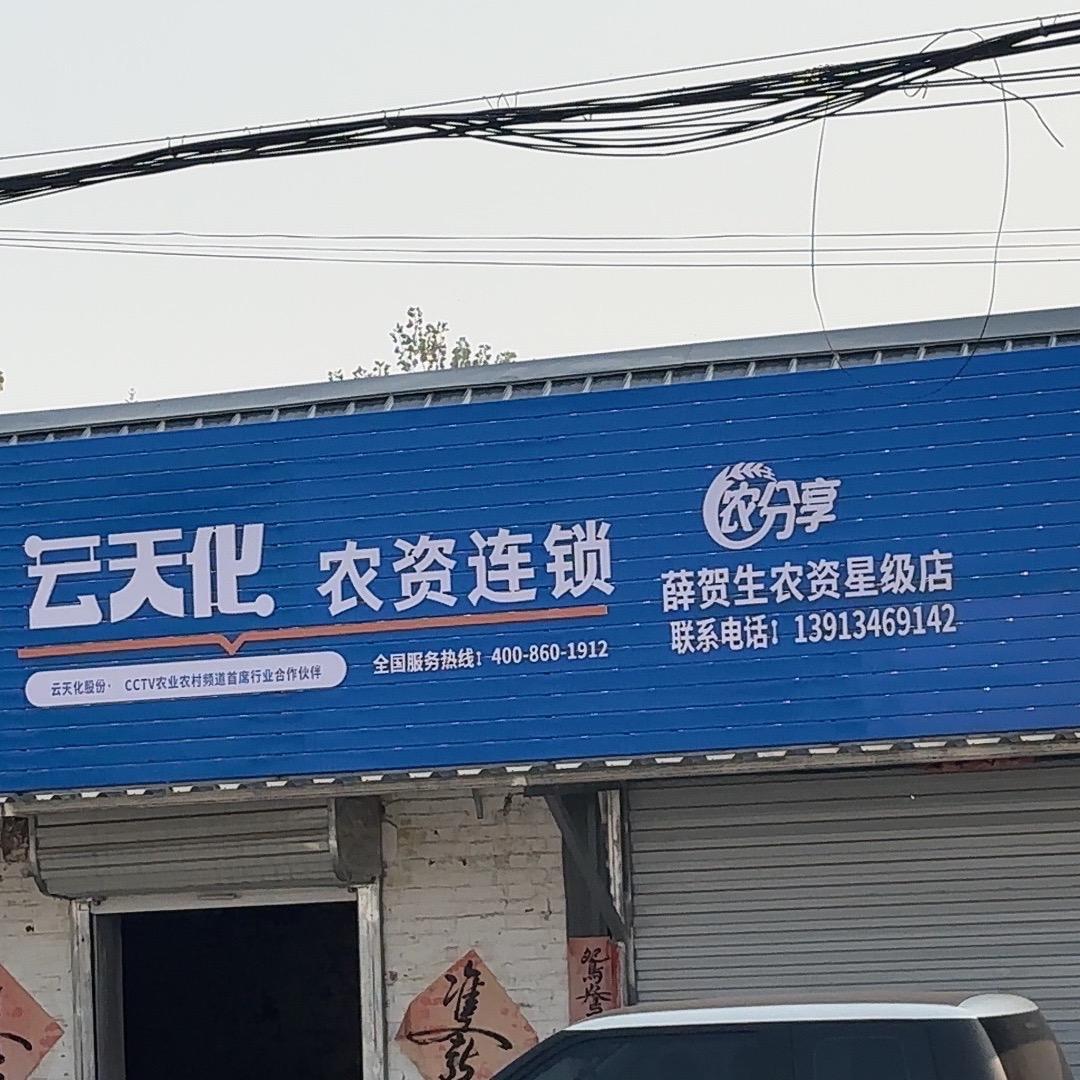 云天化 农资连锁
云天化股份· CCTV农业农村频道首席行业合作伙伴
全国服务热线：400-860-1912
农分享
薛贺生农资星级店
联系电话：13913469142